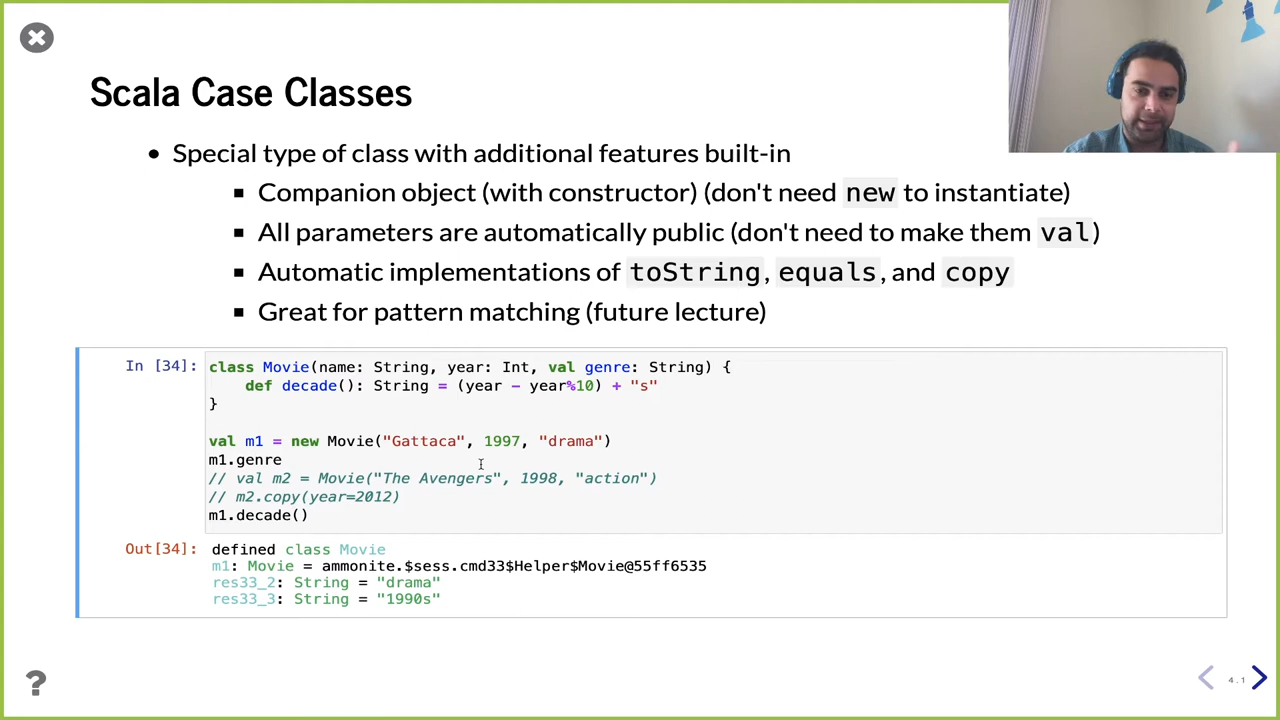 Scala Case Classes
• Special type of class with additional features built-in
▪ Companion object (with constructor) (don't need new to instantiate)
▪ All parameters are automatically public (don't need to make them val)
▪ Automatic implementations of toString, equals, and copy
▪ Great for pattern matching (future lecture)
In [34]: class Movie(name: String, year: Int, val genre: String) {
    def decade(): String = (year - year%10) + "s"
}
val m1 = new Movie("Gattaca", 1997, "drama")
m1.genre
// val m2 = Movie("The Avengers", 1998, "action")
// m2.copy(year=2012)
m1.decade()
Out[34]: defined class Movie
m1: Movie = ammonite.$sess.cmd33$Helper$Movie@55ff6535
res33_2: String = "drama"
res33_3: String = "1990s"
?
4.1